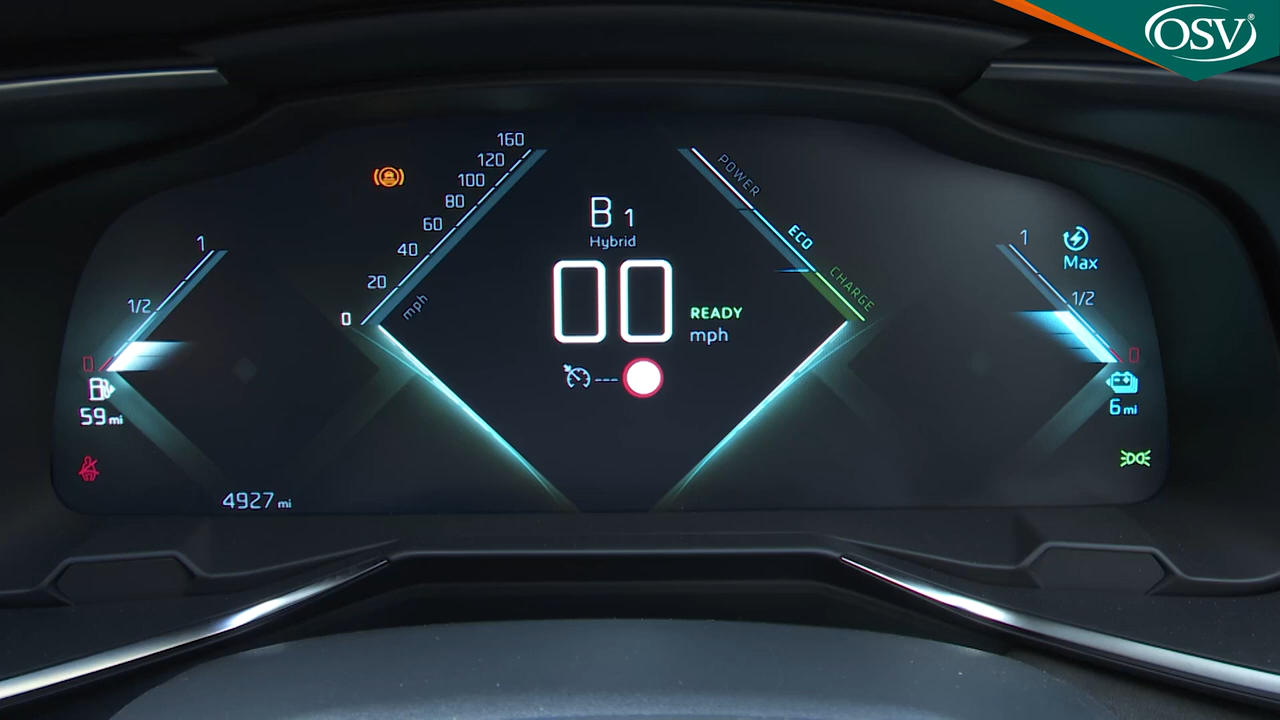 OSV®
160
120
100
80
60
40
20
0
mph
POWER
ECO
CHARGE
B 1
Hybrid
00
READY
mph
---
1
1/2
0
59 mi
4927 mi
1
Max
1/2
0
6 mi